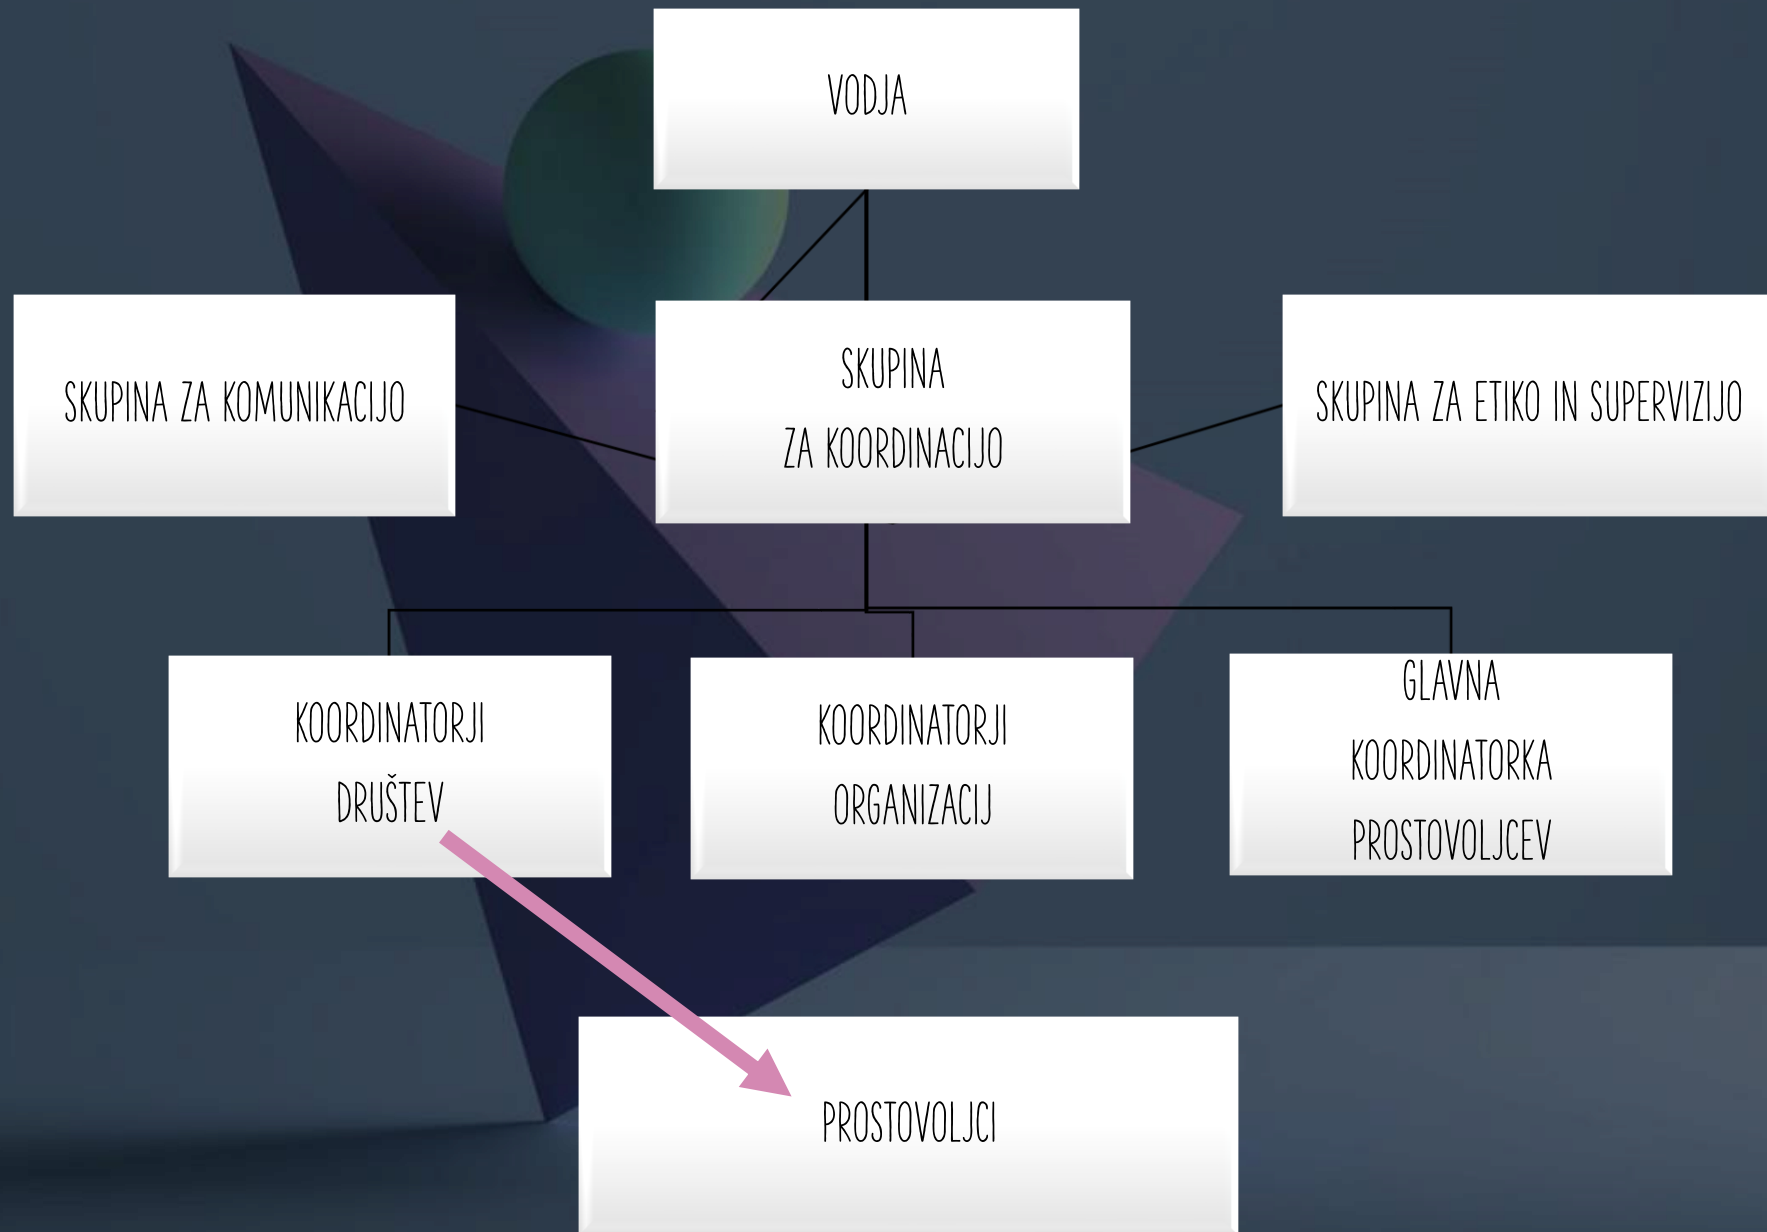 VODJA
SKUPINA ZA KOMUNIKACIJO
SKUPINA
ZA KOORDINACIJO
SKUPINA ZA ETIKO IN SUPERVIZIJO
KOORDINATORJI
DRUŠTEV
KOORDINATORJI
ORGANIZACIJ
GLAVNA
KOORDINATORKA
PROSTOVOLJCEV
PROSTOVOLJCI